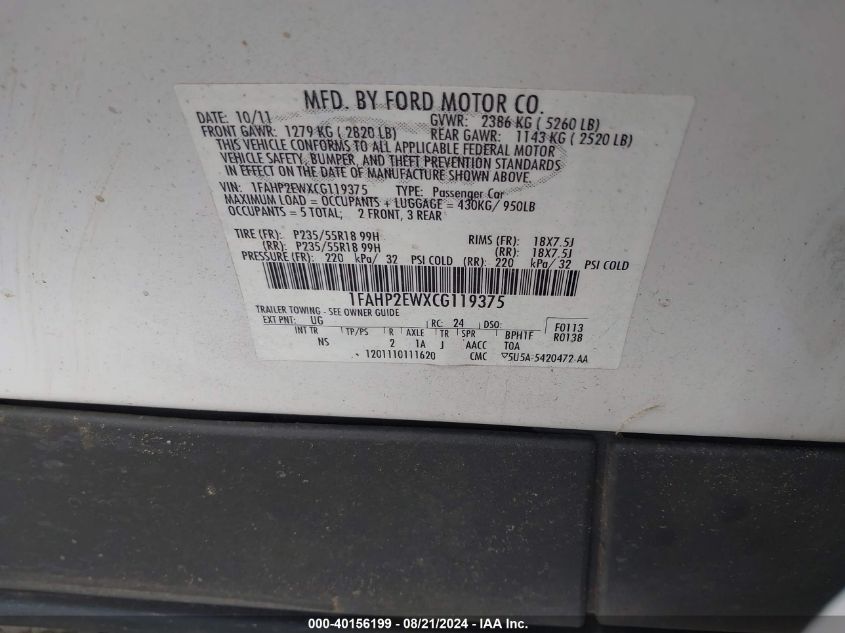 MFD. BY FORD MOTOR CO.
DATE: 10/11 GVWR: 2386 KG ( 5260 LB)
FRONT GAWR: 1279 KG ( 2820 LB) REAR GAWR: 1143 KG ( 2520 LB)
THIS VEHICLE CONFORMS TO ALL APPLICABLE FEDERAL MOTOR
VEHICLE SAFETY, BUMPER, AND THEFT PREVENTION STANDARDS
IN EFFECT ON THE DATE OF MANUFACTURE SHOWN ABOVE.
VIN: 1FAHP2EWXCG119375 TYPE: Passenger Car
MAXIMUM LOAD = OCCUPANTS + LUGGAGE = 430KG/ 950LB
OCCUPANTS = 5 TOTAL; 2 FRONT, 3 REAR
TIRE (FR): P235/55R18 99H RIMS (FR): 18X7.5J
(RR): P235/55R18 99H (RR): 18X7.5J
PRESSURE (FR): 220 kPa/ 32 PSI COLD (RR): 220 kPa/ 32 PSI COLD
1FAHP2EWXCG119375
TRAILER TOWING - SEE OWNER GUIDE
EXT PNT: UG RC: 24 DSO: F0113
INT TR TP/PS R AXLE TR SPR BPHTF R0138
NS 2 1A J AACC TOA
1201110111620 CMC ▽5U5A-5420472-AA
000-40156199 - 08/21/2024 - IAA Inc.